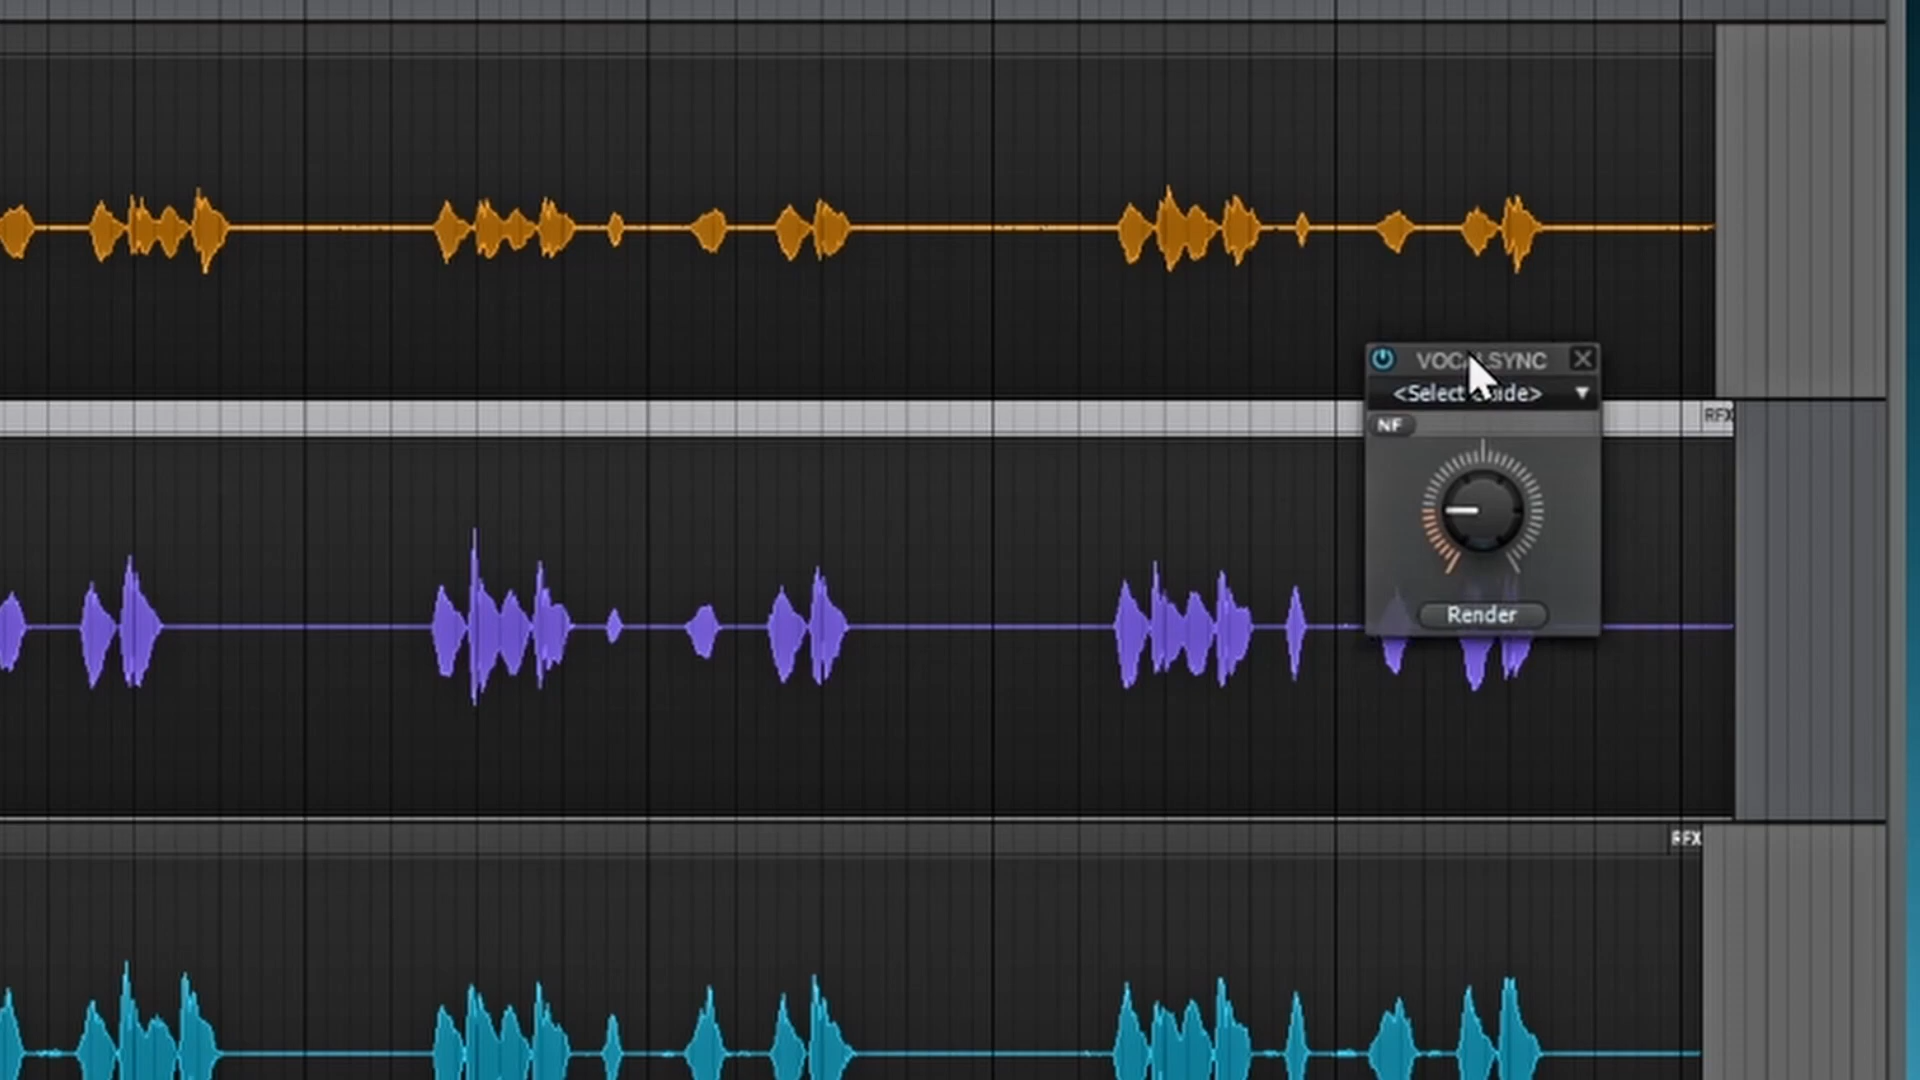 VOCALSYNC
<Select Guide>
RFX
NF
Render
RFX